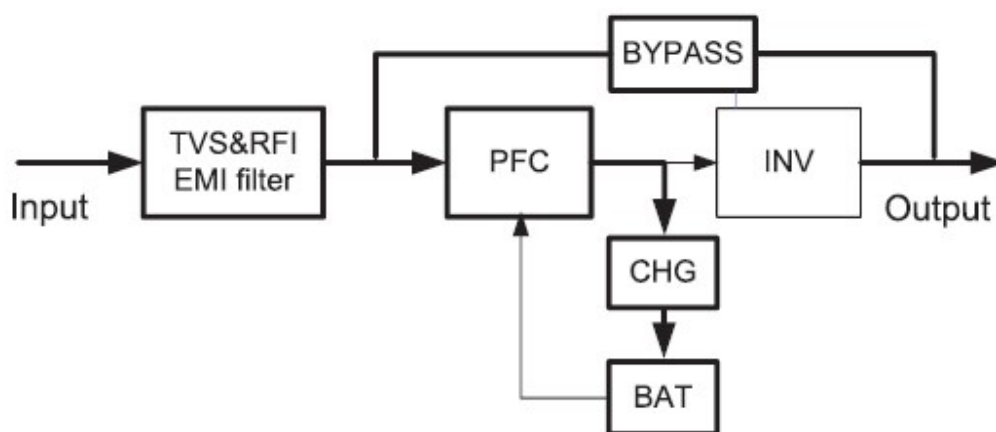 BYPASS
TVS&RFI
EMI filter
PFC
INV
Input
Output
CHG
BAT